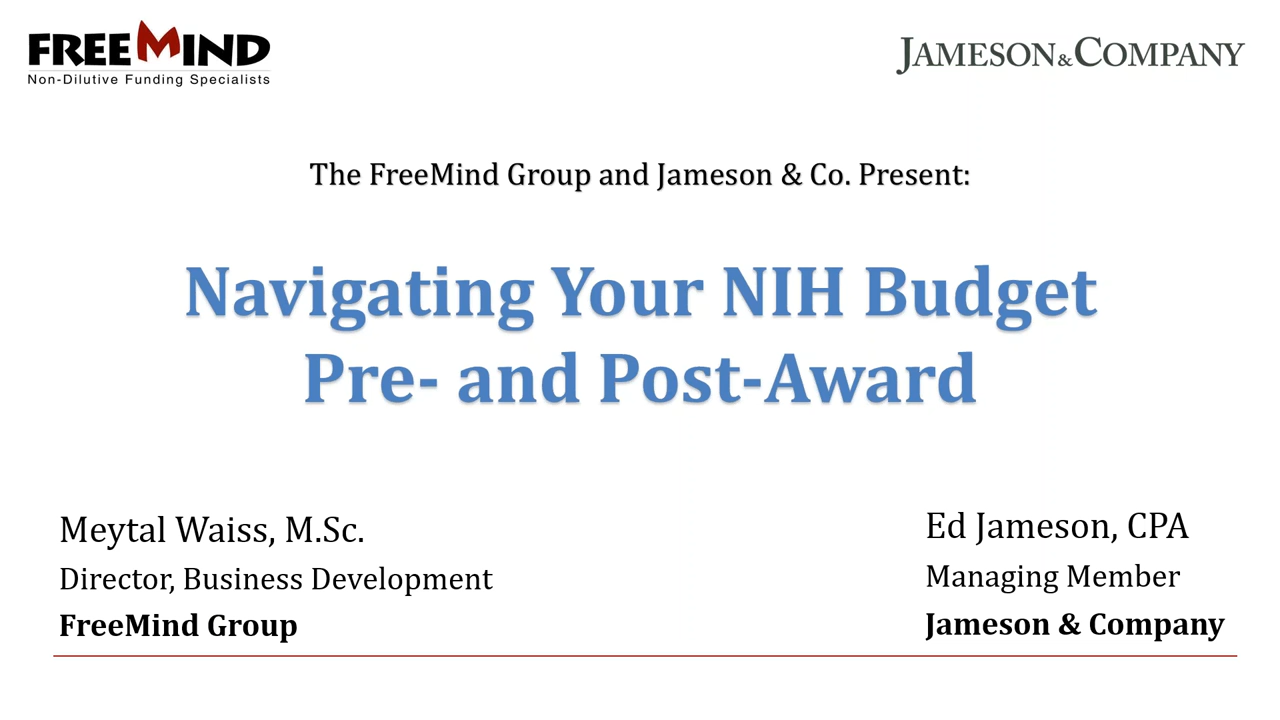 FREEMIND
Non-Dilutive Funding Specialists
JAMESON&COMPANY
The FreeMind Group and Jameson & Co. Present:
Navigating Your NIH Budget
Pre- and Post-Award
Meytal Waiss, M.Sc.
Director, Business Development
FreeMind Group
Ed Jameson, CPA
Managing Member
Jameson & Company